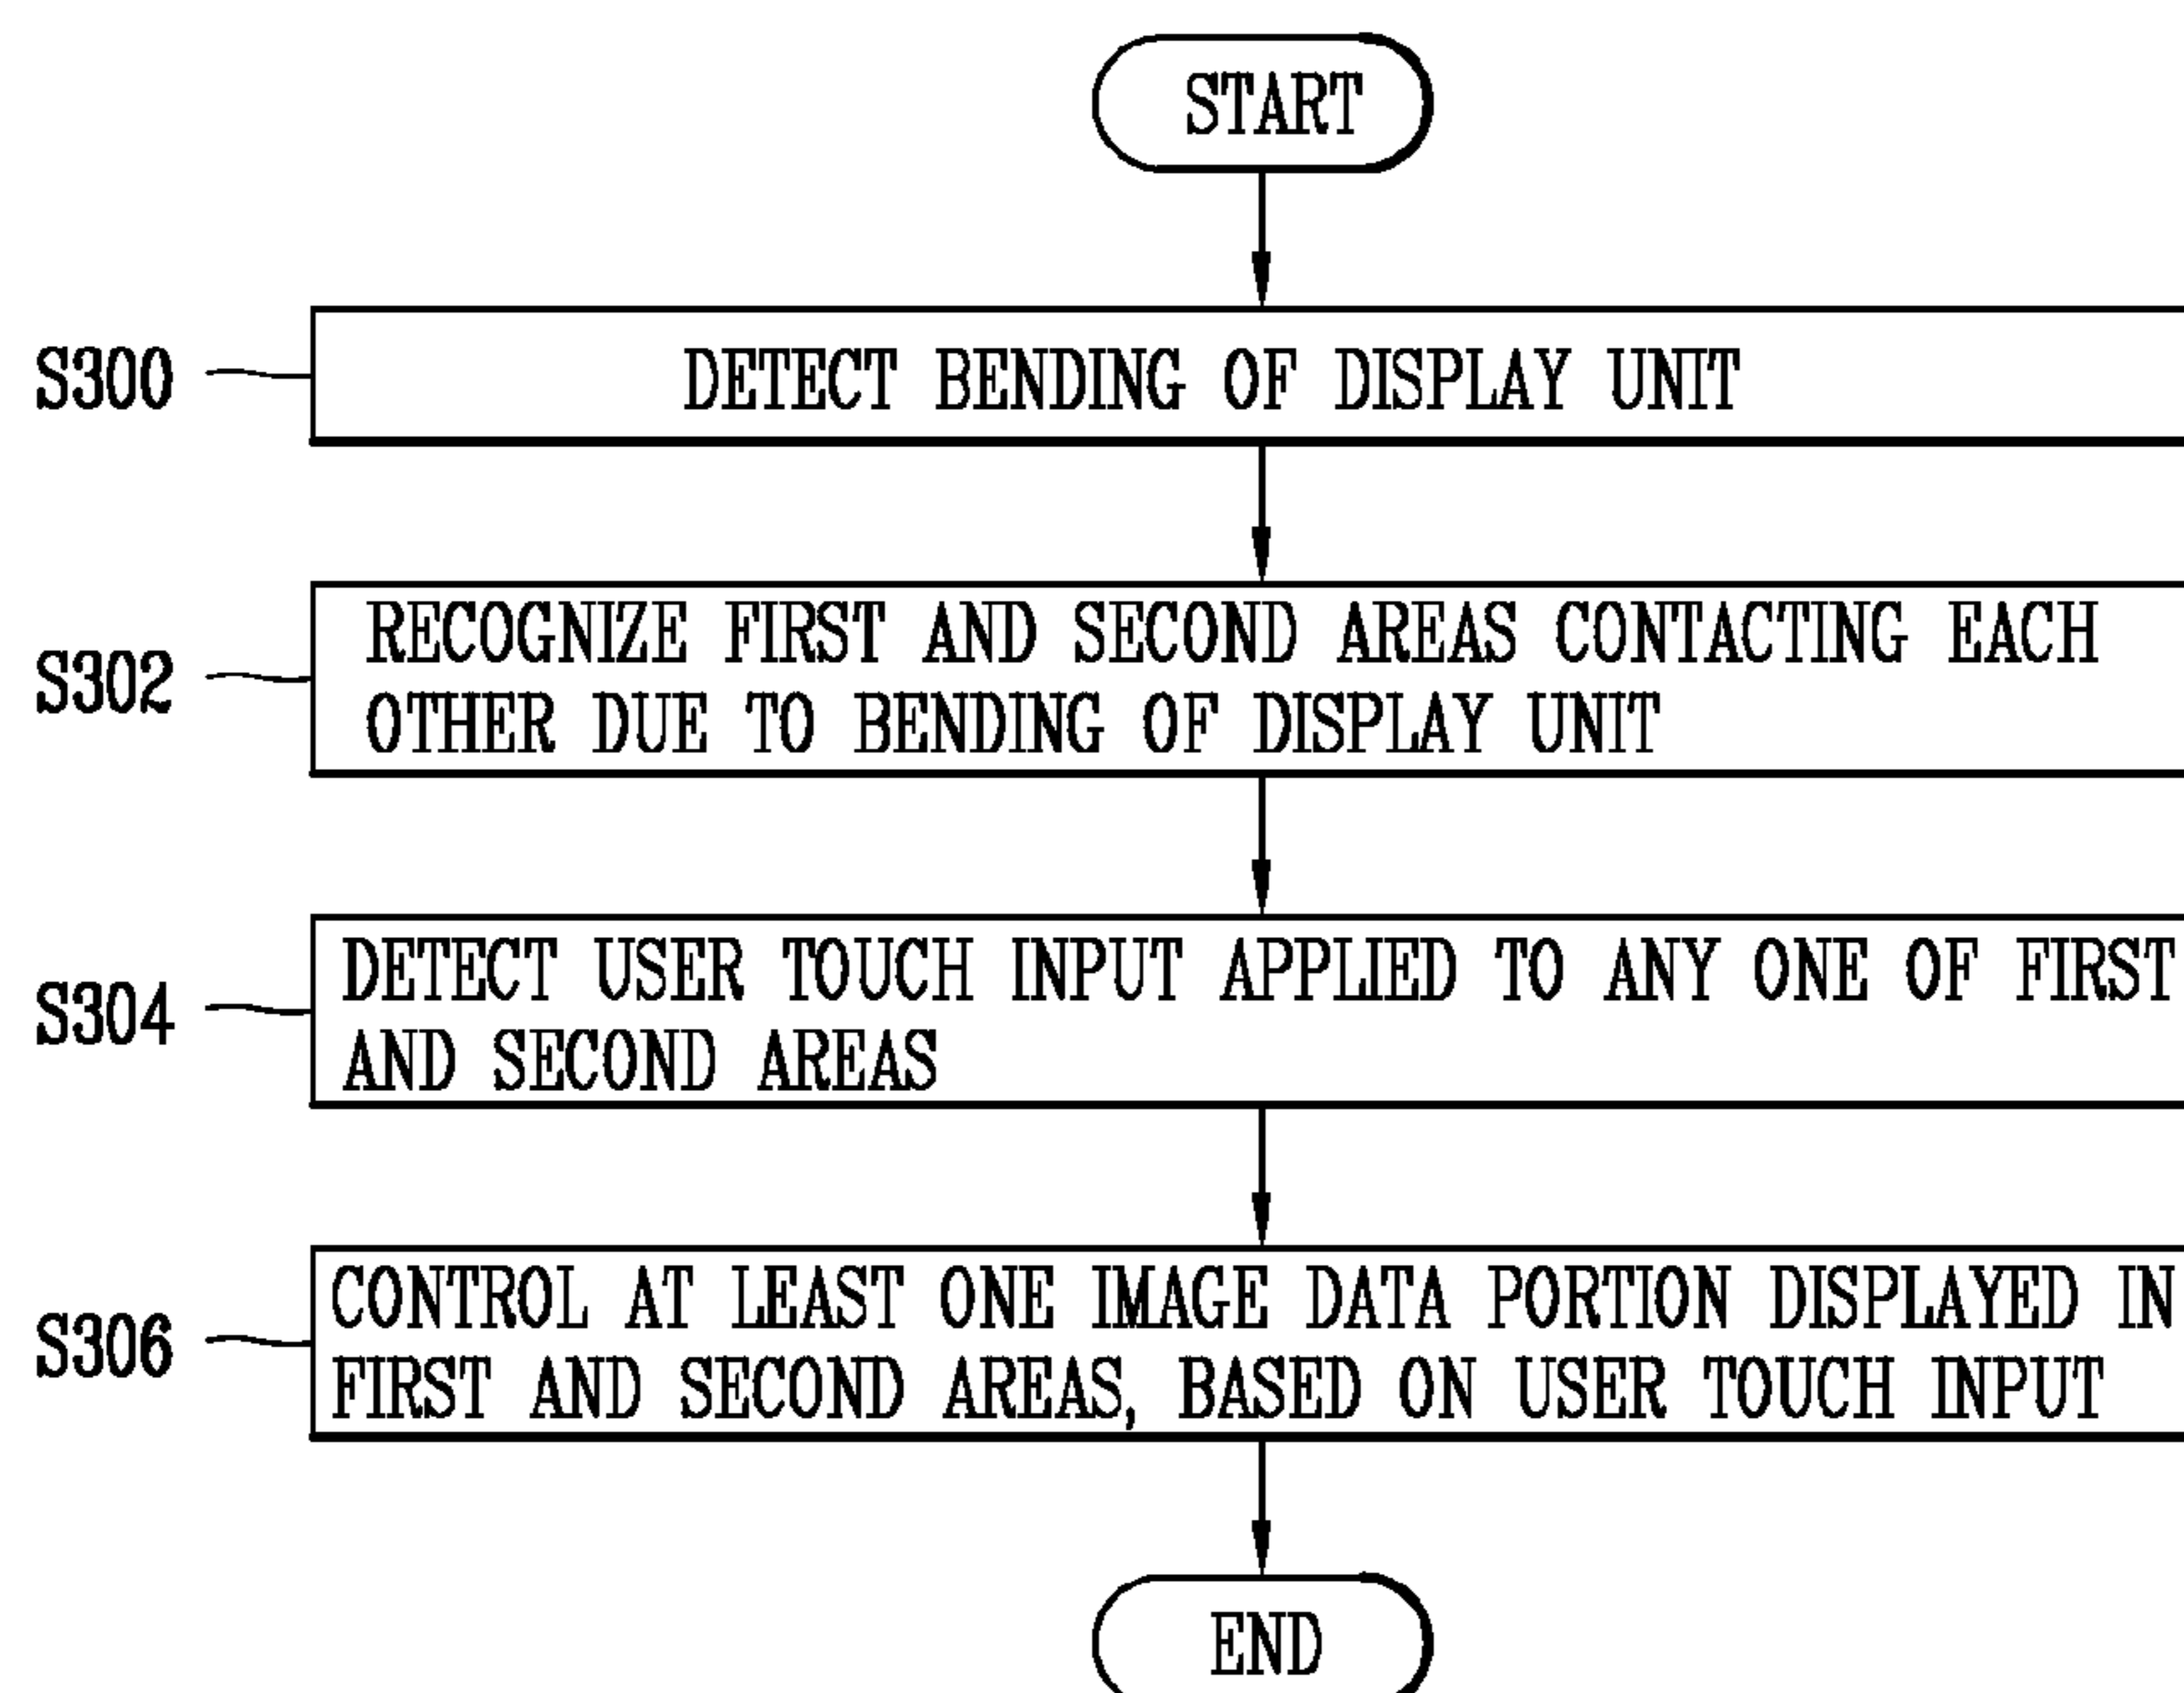 START
S300
DETECT BENDING OF DISPLAY UNIT
S302
RECOGNIZE FIRST AND SECOND AREAS CONTACTING EACH
OTHER DUE TO BENDING OF DISPLAY UNIT
S304
DETECT USER TOUCH INPUT APPLIED TO ANY ONE OF FIRST
AND SECOND AREAS
S306
CONTROL AT LEAST ONE IMAGE DATA PORTION DISPLAYED IN
FIRST AND SECOND AREAS, BASED ON USER TOUCH INPUT
END